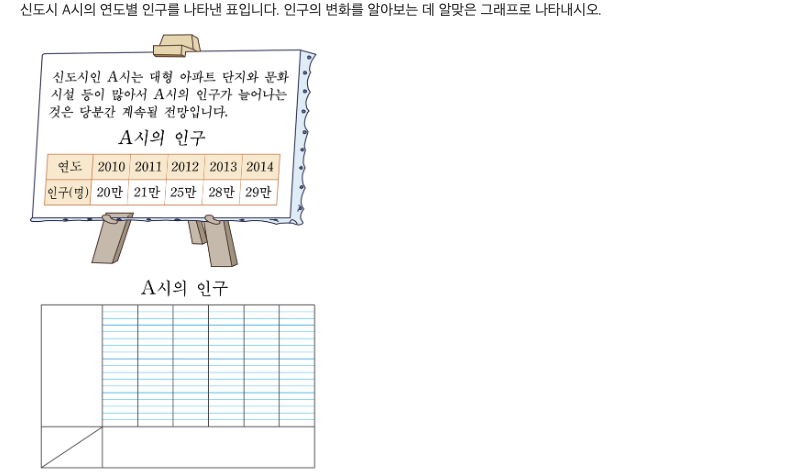 신도시 A시의 연도별 인구를 나타낸 표입니다. 인구의 변화를 알아보는 데 알맞은 그래프로 나타내시오.
신도시인 A시는 대형 아파트 단지와 문화
시설 등이 많아서 A시의 인구가 늘어나는
것은 당분간 계속될 전망입니다.
A시의 인구
연도 2010 2011 2012 2013 2014
인구(명) 20만 21만 25만 28만 29만
A시의 인구